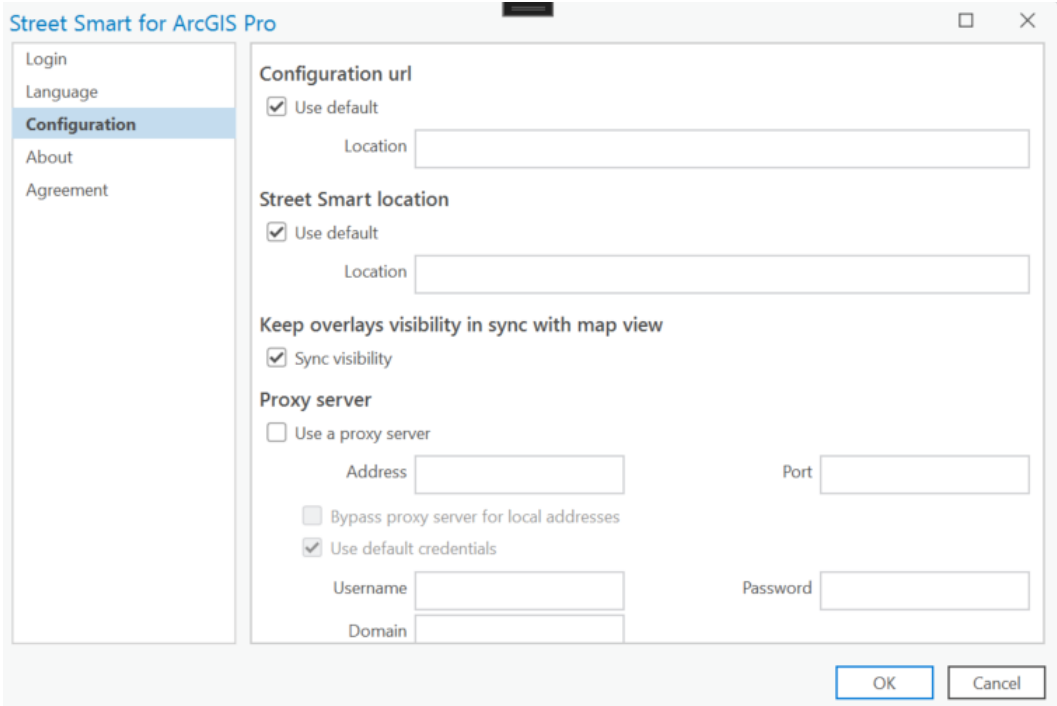 Street Smart for ArcGIS Pro
Login
Language
Configuration
About
Agreement
Configuration url
Use default
Location
Street Smart location
Use default
Location
Keep overlays visibility in sync with map view
Sync visibility
Proxy server
Use a proxy server
Address Port
Bypass proxy server for local addresses
Use default credentials
Username Password
Domain
OK Cancel